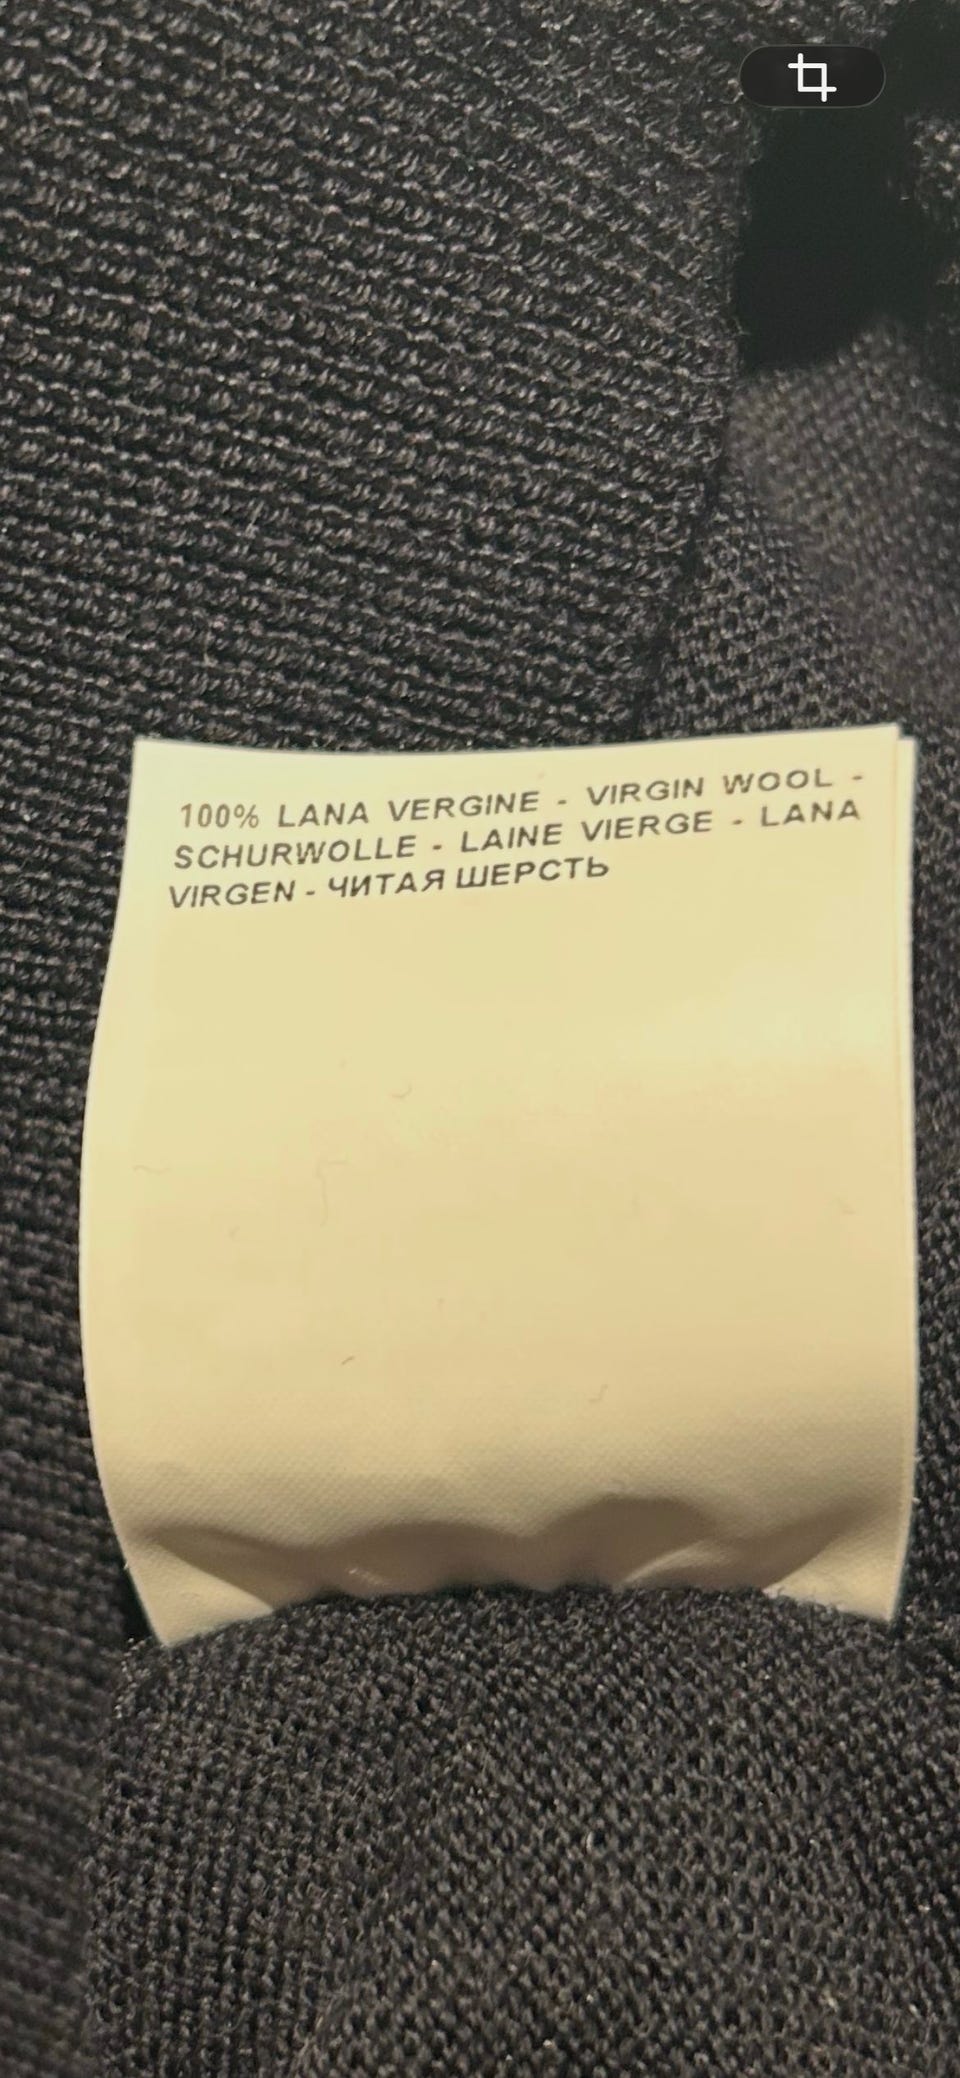 100% LANA VERGINE - VIRGIN WOOL -
SCHURWOLLE - LAINE VIERGE - LANA
VIRGEN - ЧИТАЯ ШЕРСТЬ